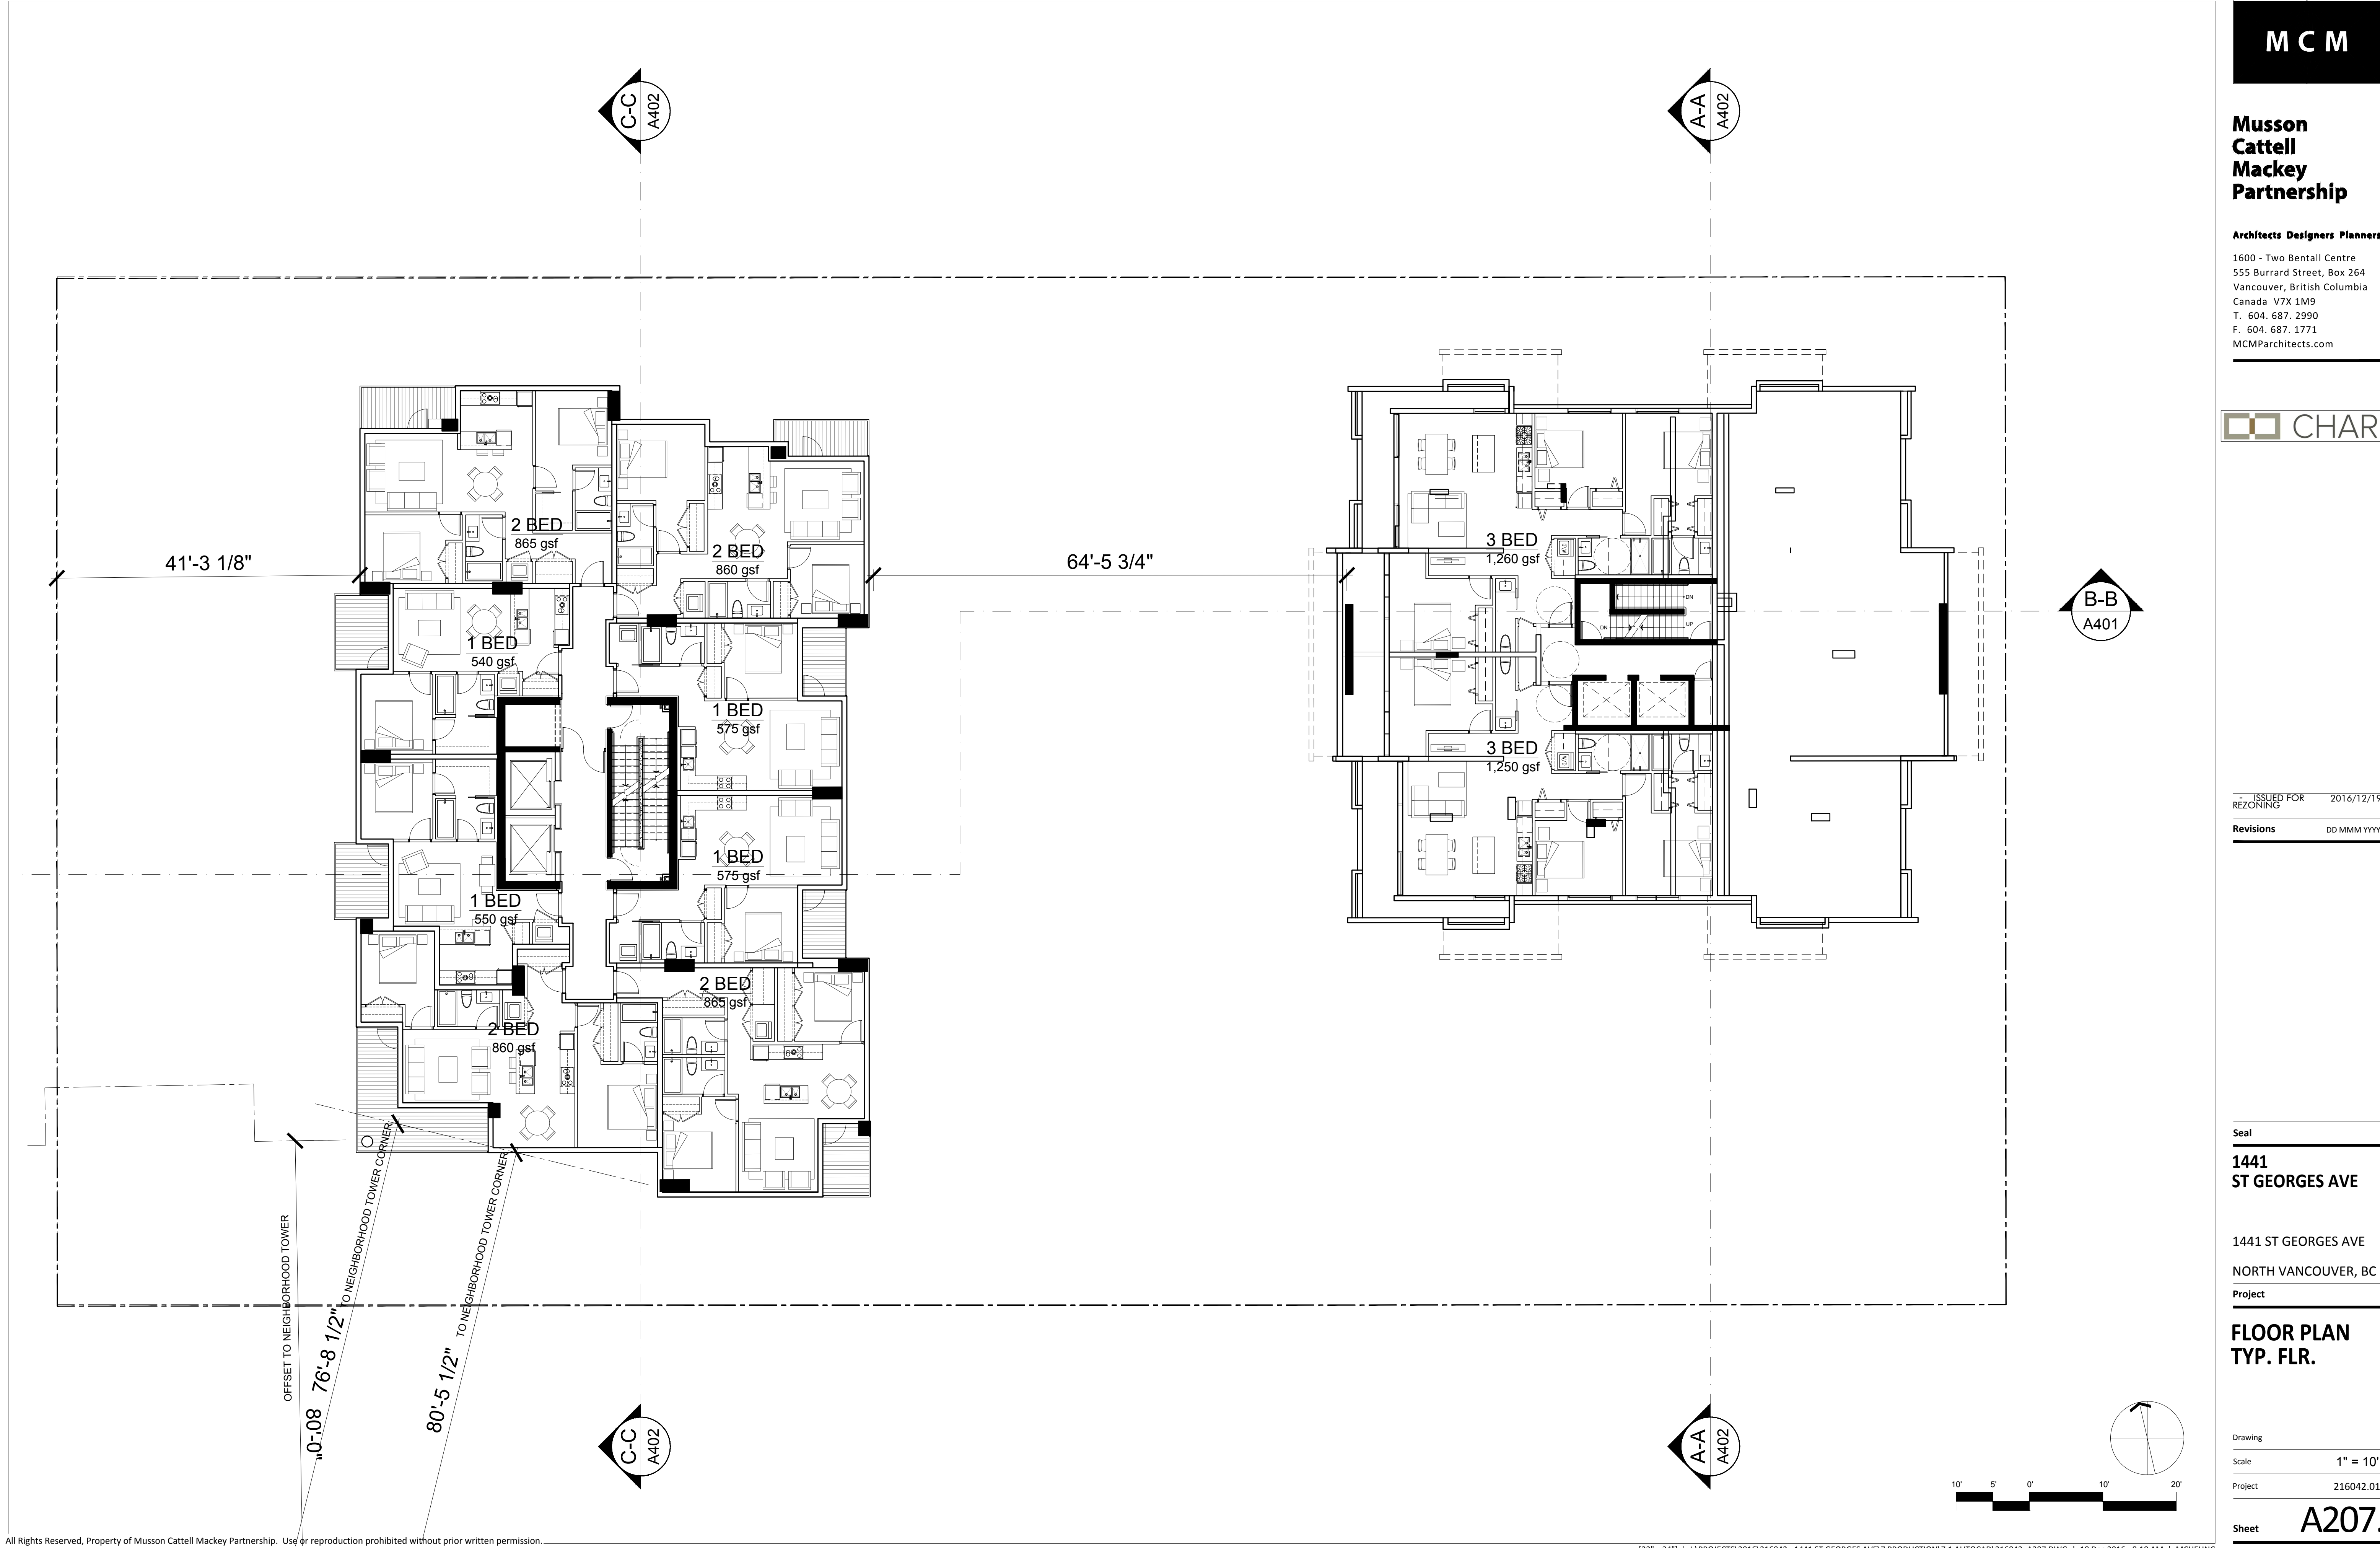 C-C
A402
A-A
A402
41'-3 1/8"
64'-5 3/4"
2 BED
865 gsf
2 BED
860 gsf
1 BED
540 gsf
1 BED
575 gsf
1 BED
575 gsf
1 BED
550 gsf
2 BED
865 gsf
2 BED
860 gsf
3 BED
1,260 gsf
3 BED
1,250 gsf
DN
DN
UP
B-B
A401
OFFSET TO NEIGHBORHOOD TOWER
80'-0"
76'-8 1/2" TO NEIGHBORHOOD TOWER CORNER
80'-5 1/2" TO NEIGHBORHOOD TOWER CORNER
C-C
A402
A-A
A402
10' 5' 0' 10' 20'
All Rights Reserved, Property of Musson Cattell Mackey Partnership. Use or reproduction prohibited without prior written permission.
MCM
Musson
Cattell
Mackey
Partnership
Architects Designers Planners
1600 - Two Bentall Centre
555 Burrard Street, Box 264
Vancouver, British Columbia
Canada V7X 1M9
T. 604. 687. 2990
F. 604. 687. 1771
MCMParchitects.com
CHAR
- ISSUED FOR REZONING 2016/12/19
Revisions DD MMM YYYY
Seal
1441
ST GEORGES AVE
1441 ST GEORGES AVE
NORTH VANCOUVER, BC
Project
FLOOR PLAN
TYP. FLR.
Drawing
Scale 1" = 10'
Project 216042.01
Sheet A207.